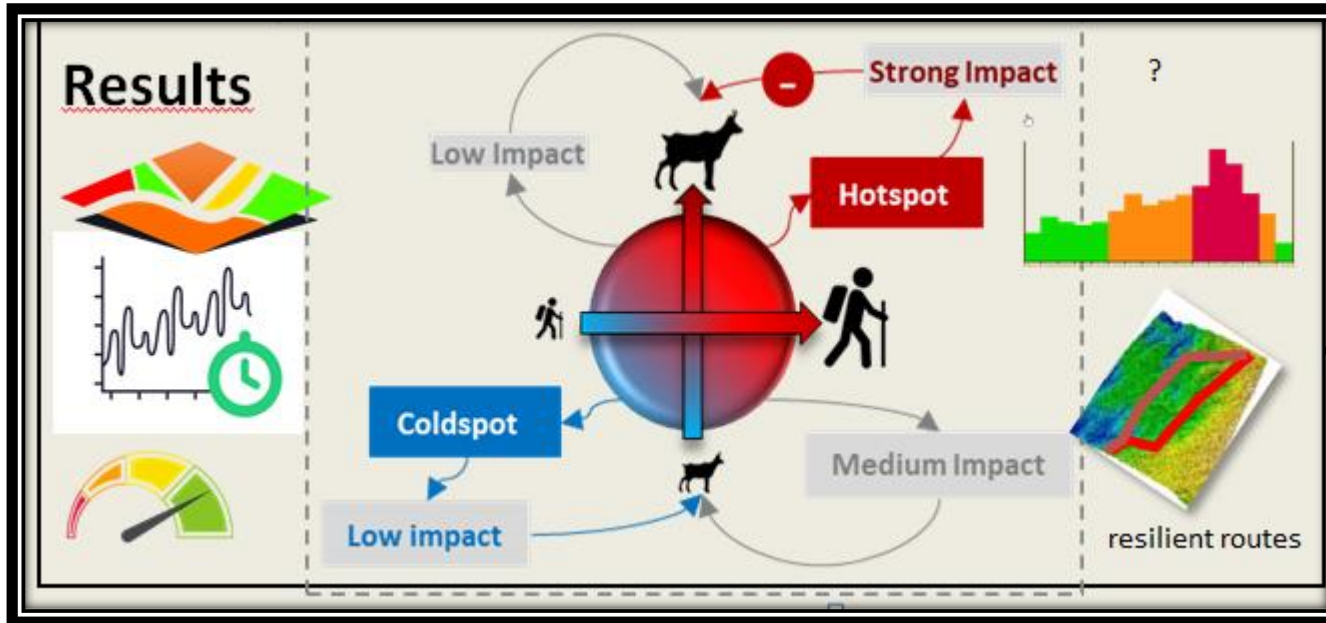 Results
Strong Impact
?
Low Impact
Hotspot
Coldspot
Medium Impact
Low impact
resilient routes